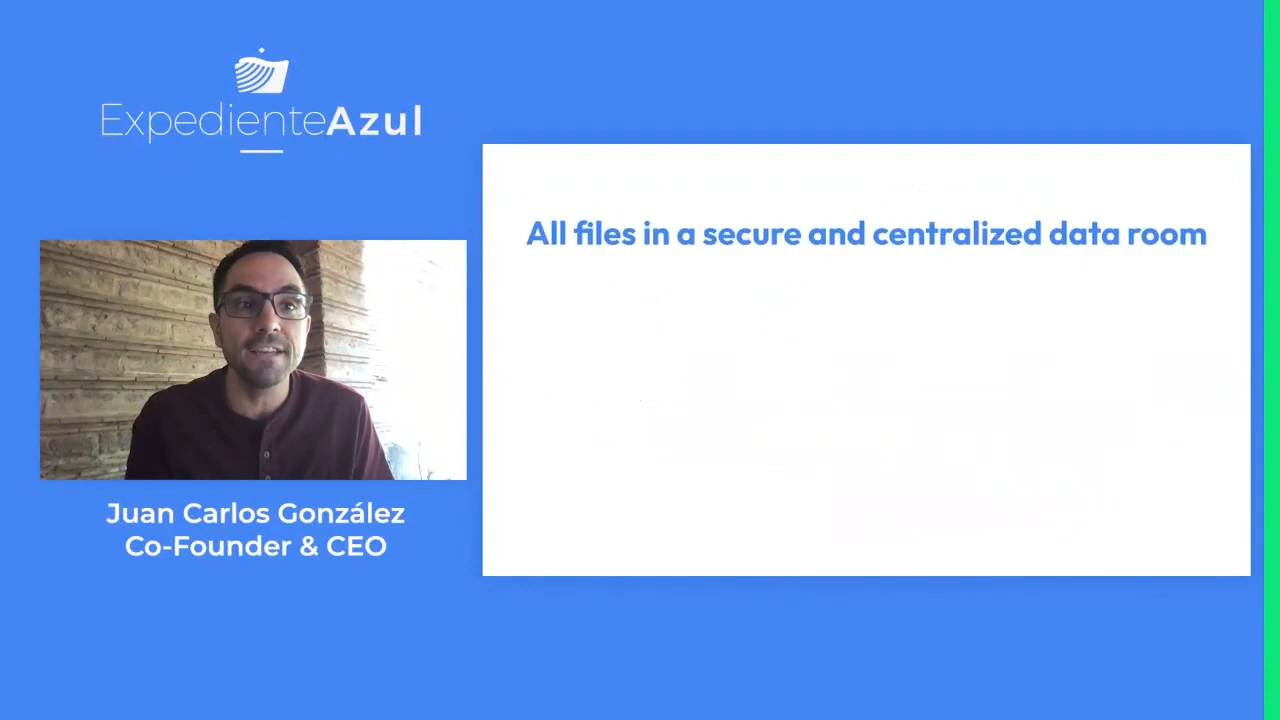 ExpedienteAzul
All files in a secure and centralized data room
Juan Carlos González
Co-Founder & CEO